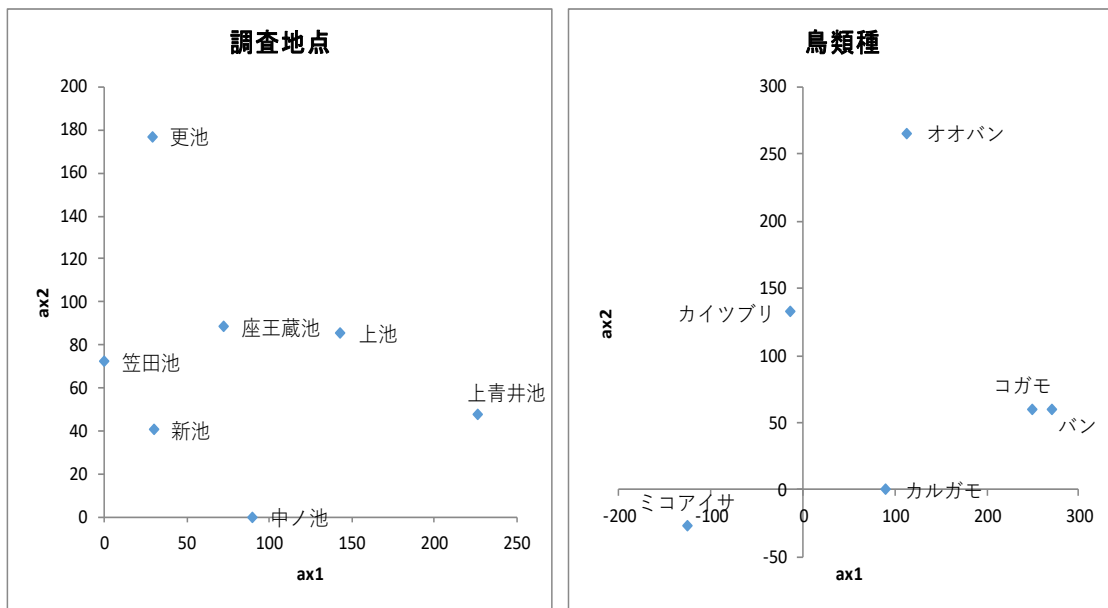 調査地点
200
180
160
140
120
100
80
60
40
20
0
ax2
更池
座王蔵池
上池
笠田池
上青井池
新池
中ノ池
0
50
100
150
200
250
ax1
鳥類種
300
250
200
150
100
50
0
-50
ax2
オオバン
カイツブリ
コガモ
バン
カルガモ
ミコアイサ
-200
-100
0
100
200
300
ax1